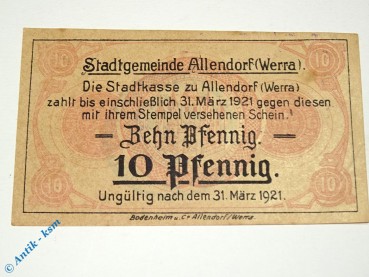 Stadtgemeinde Allendorf (Werra).
Die Stadtkasse zu Allendorf (Werra)
zahlt bis einschließlich 31. März 1921 gegen diesen
mit ihrem Stempel versehenen Schein.
— Zehn Pfennig. —
10 Pfennig.
Ungültig nach dem 31. März 1921.
10
10
10
10
Bodenheim u. Co Allendorf/Werra.
© Antik - ksm